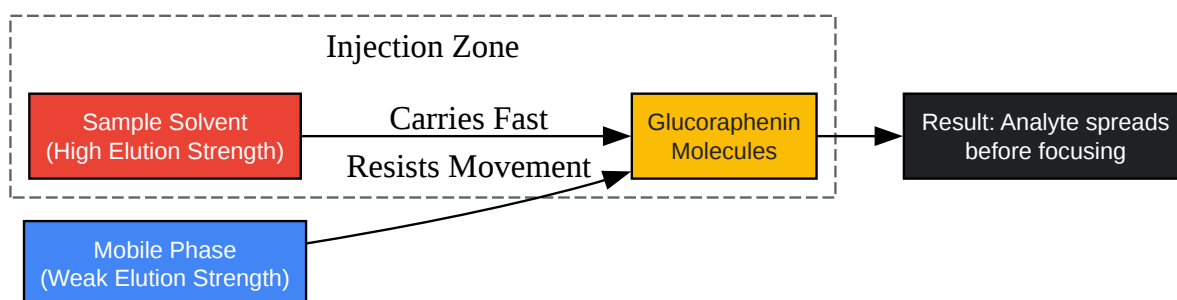 Injection Zone
Sample Solvent
(High Elution Strength)
Carries Fast
Resists Movement
Glucoraphenin
Molecules
Result: Analyte spreads
before focusing
Mobile Phase
(Weak Elution Strength)